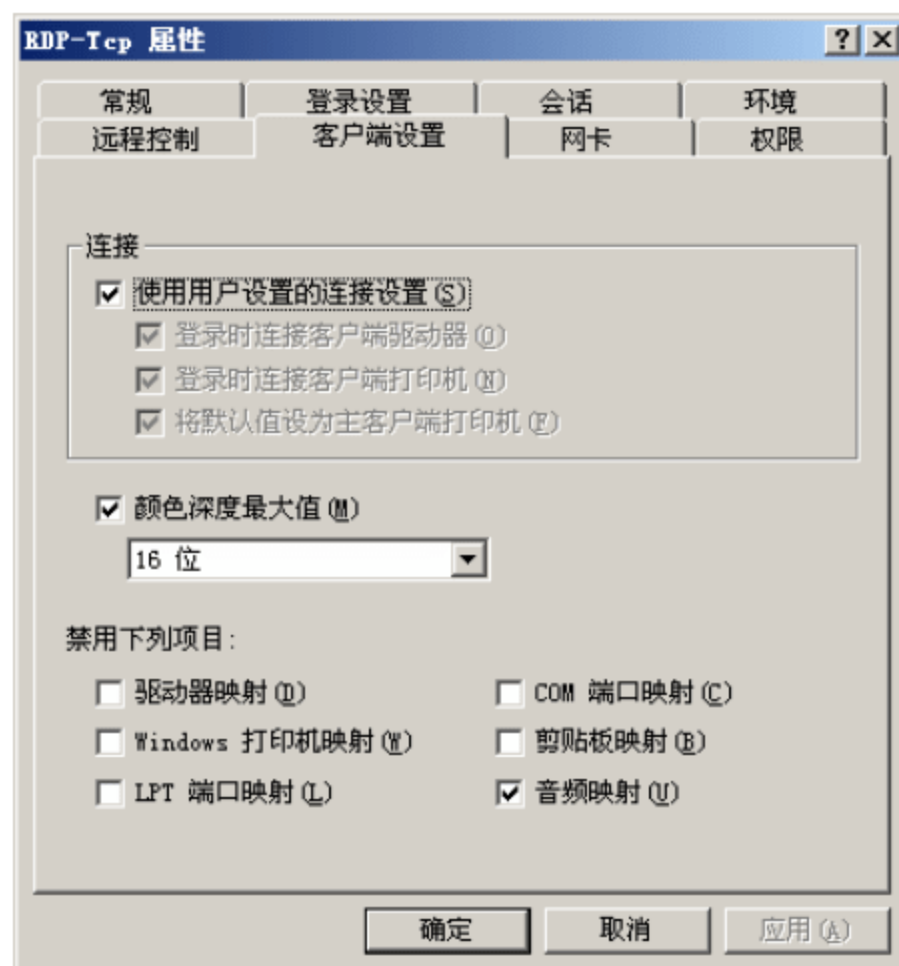 RDP-Tcp 属性
常规 登录设置 会话 环境
远程控制 客户端设置 网卡 权限
连接
使用用户设置的连接设置(S)
登录时连接客户端驱动器(O)
登录时连接客户端打印机(N)
将默认值设为主客户端打印机(F)
颜色深度最大值(M)
16 位
禁用下列项目:
驱动器映射(D) COM 端口映射(C)
Windows 打印机映射(W) 剪贴板映射(B)
LPT 端口映射(L) 音频映射(U)
确定 取消 应用(A)